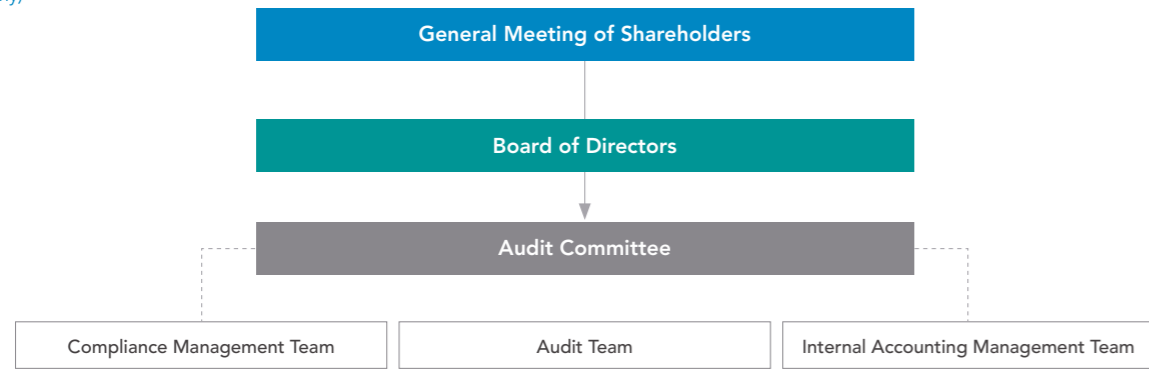 General Meeting of Shareholders
Board of Directors
Audit Committee
Compliance Management Team
Audit Team
Internal Accounting Management Team